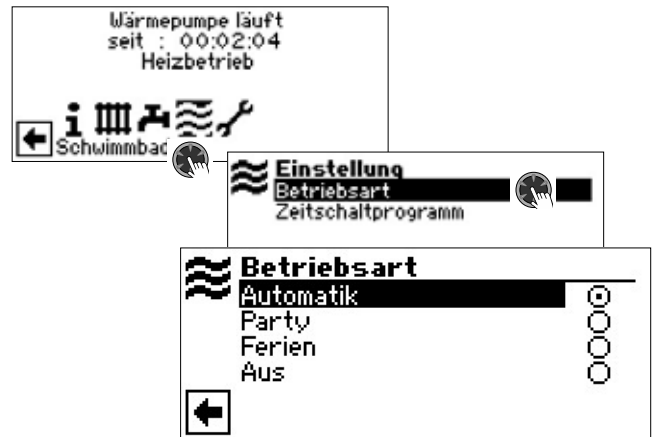 Wärmepumpe läuft
seit : 00:02:04
Heizbetrieb
Schwimmbad
Einstellung
Betriebsart
Zeitschaltprogramm
Betriebsart
Automatik
Party
Ferien
Aus